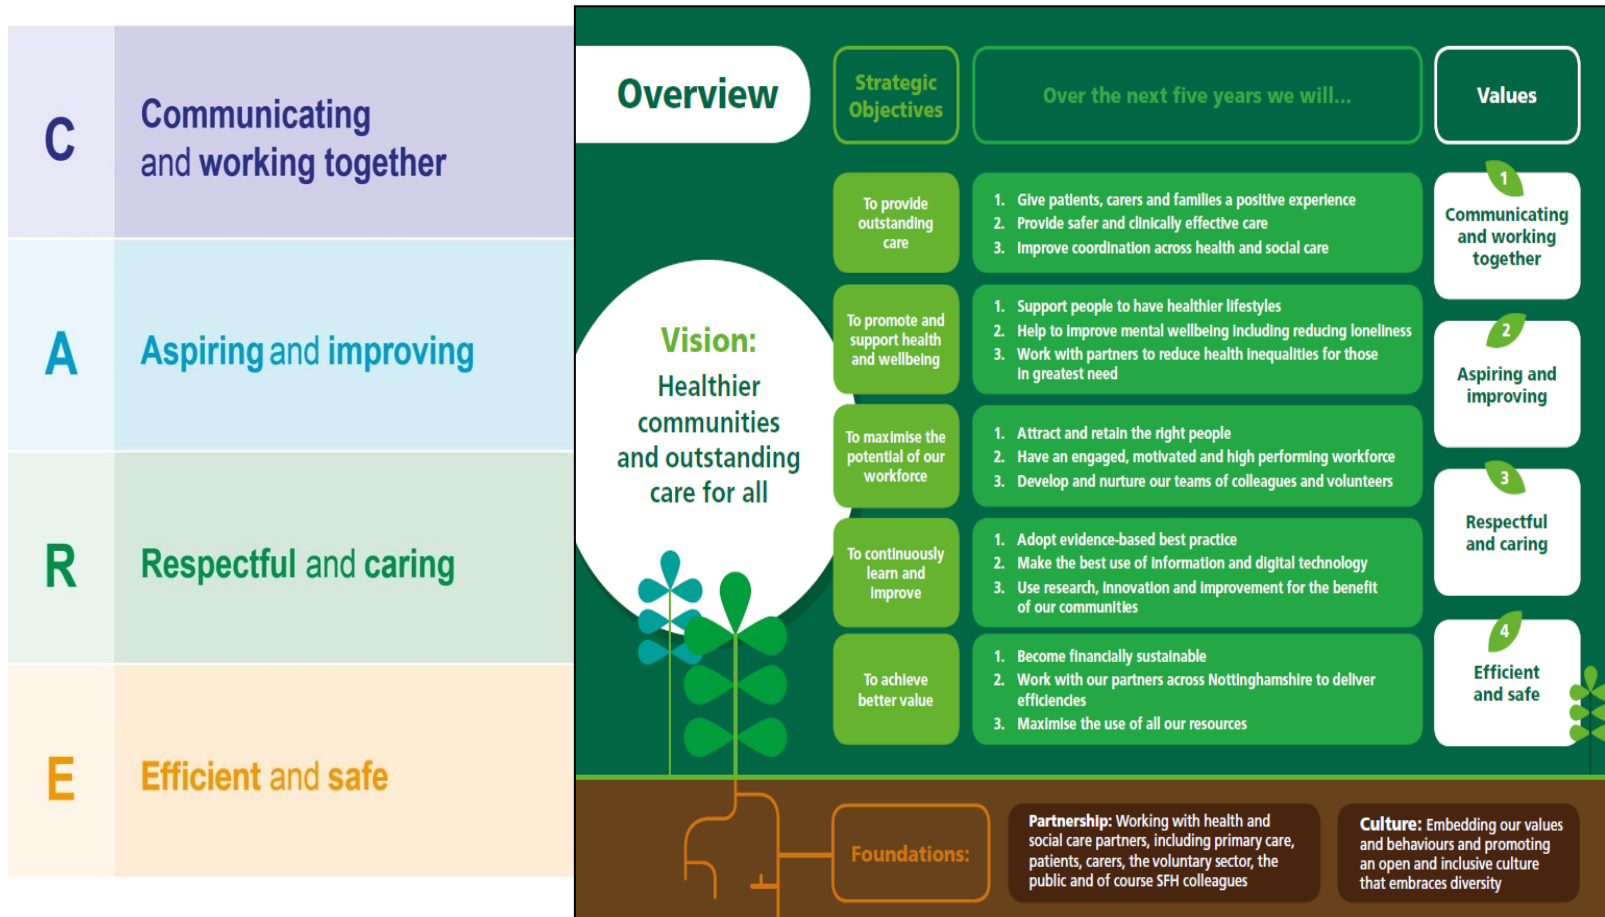 C
Communicating
and working together
A
Aspiring and improving
R
Respectful and caring
E
Efficient and safe
Overview
Strategic
Objectives
Over the next five years we will...
Values
Vision:
Healthier
communities
and outstanding
care for all
To provide
outstanding
care
1. Give patients, carers and families a positive experience
2. Provide safer and clinically effective care
3. Improve coordination across health and social care
To promote and
support health
and wellbeing
1. Support people to have healthier lifestyles
2. Help to improve mental wellbeing including reducing loneliness
3. Work with partners to reduce health inequalities for those
in greatest need
To maximise the
potential of our
workforce
1. Attract and retain the right people
2. Have an engaged, motivated and high performing workforce
3. Develop and nurture our teams of colleagues and volunteers
To continuously
learn and
improve
1. Adopt evidence-based best practice
2. Make the best use of information and digital technology
3. Use research, innovation and improvement for the benefit
of our communities
To achieve
better value
1. Become financially sustainable
2. Work with our partners across Nottinghamshire to deliver
efficiencies
3. Maximise the use of all our resources
1
Communicating
and working
together
2
Aspiring and
improving
3
Respectful
and caring
4
Efficient
and safe
Foundations:
Partnership: Working with health and
social care partners, including primary care,
patients, carers, the voluntary sector, the
public and of course SFH colleagues
Culture: Embedding our values
and behaviours and promoting
an open and inclusive culture
that embraces diversity